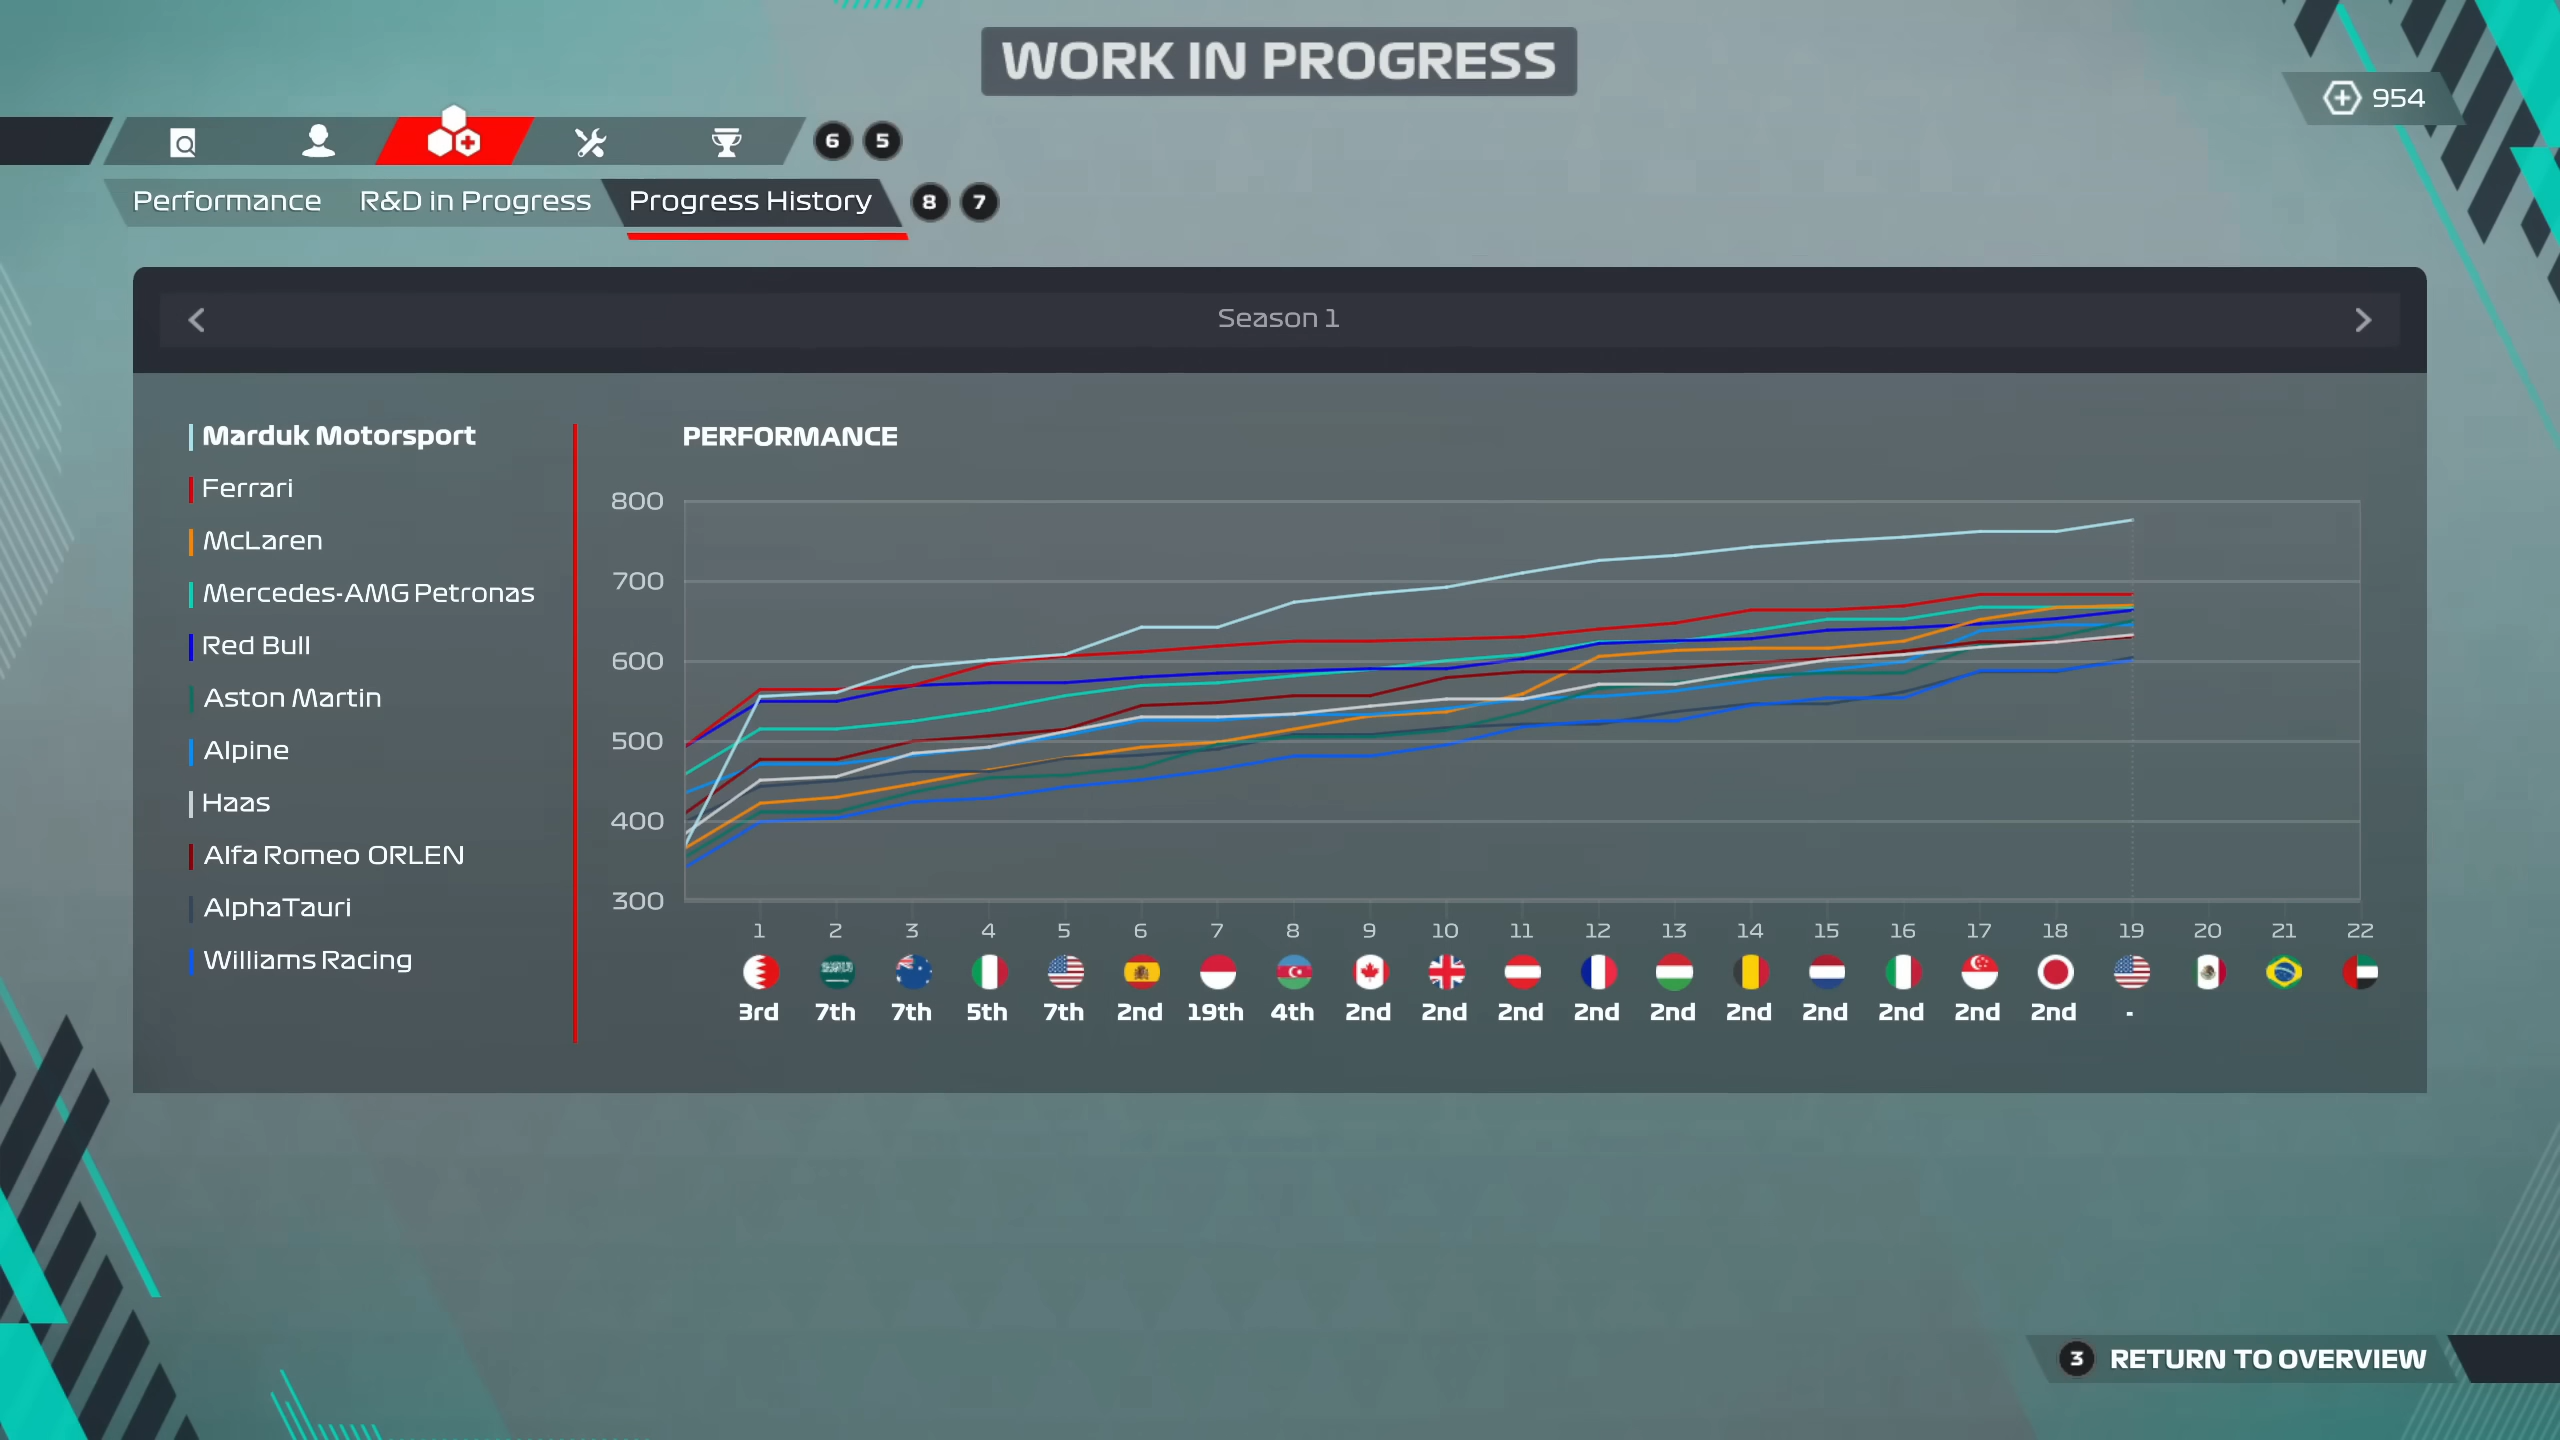 WORK IN PROGRESS
954
6 5
Performance R&D in Progress Progress History 8 7
Season 1
Marduk Motorsport
Ferrari
McLaren
Mercedes-AMG Petronas
Red Bull
Aston Martin
Alpine
Haas
Alfa Romeo ORLEN
AlphaTauri
Williams Racing
PERFORMANCE
800
700
600
500
400
300
1 2 3 4 5 6 7 8 9 10 11 12 13 14 15 16 17 18 19 20 21 22
3rd 7th 7th 5th 7th 2nd 19th 4th 2nd 2nd 2nd 2nd 2nd 2nd 2nd 2nd 2nd 2nd -
3 RETURN TO OVERVIEW